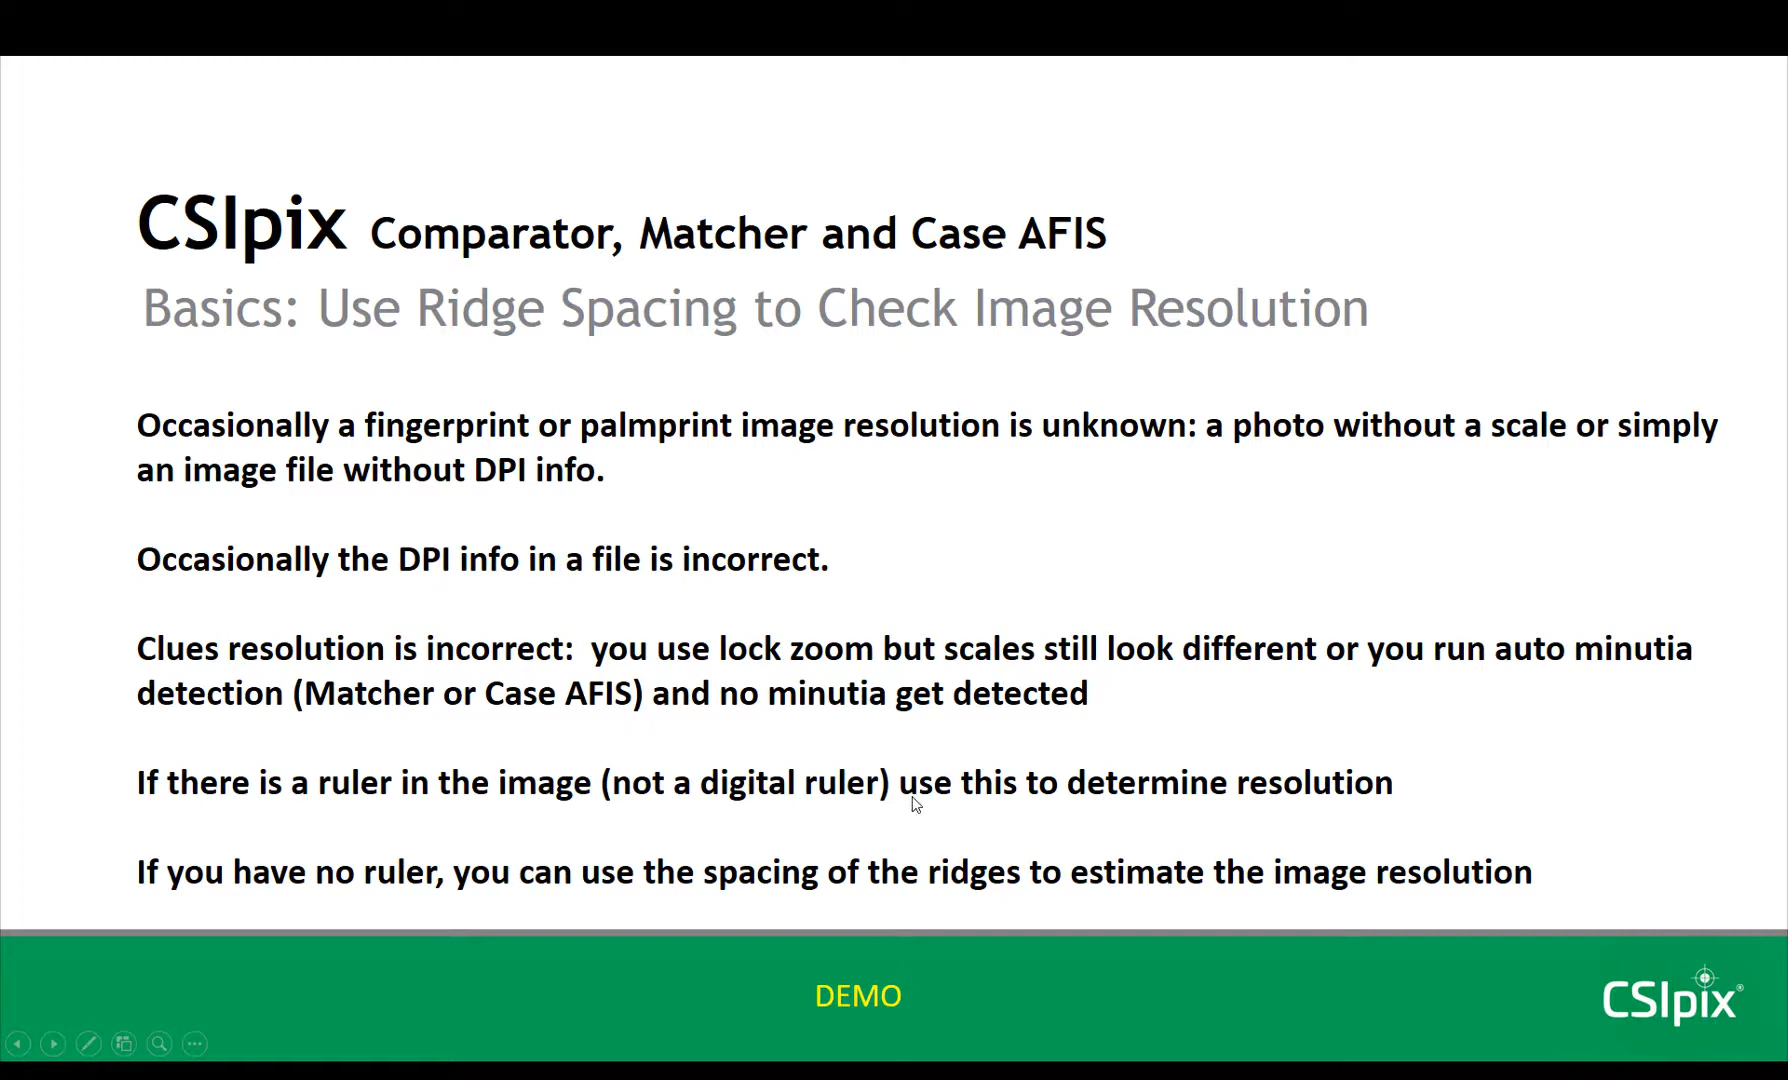 CSIpix Comparator, Matcher and Case AFIS
Basics: Use Ridge Spacing to Check Image Resolution
Occasionally a fingerprint or palmprint image resolution is unknown: a photo without a scale or simply
an image file without DPI info.
Occasionally the DPI info in a file is incorrect.
Clues resolution is incorrect:  you use lock zoom but scales still look different or you run auto minutia
detection (Matcher or Case AFIS) and no minutia get detected
If there is a ruler in the image (not a digital ruler) use this to determine resolution
If you have no ruler, you can use the spacing of the ridges to estimate the image resolution
DEMO
CSIpix®